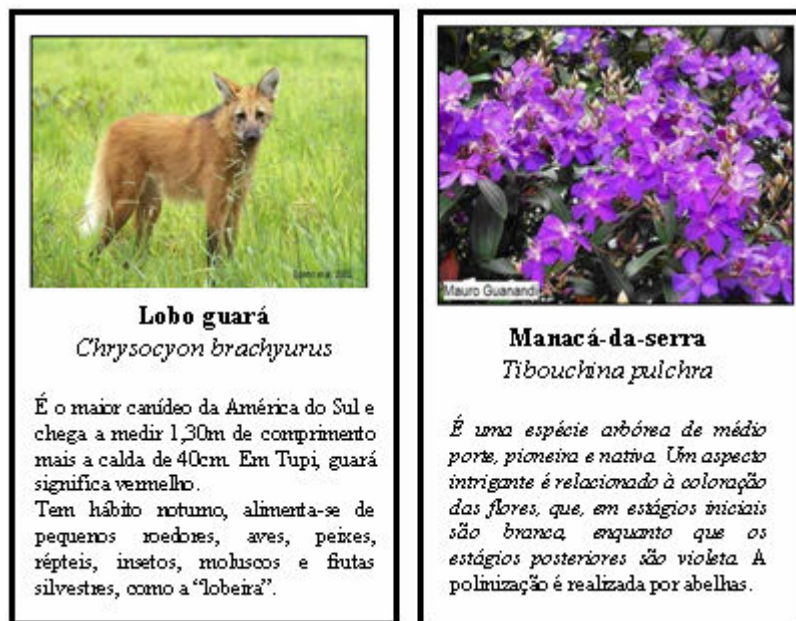 Lobo guará
Chrysocyon brachyurus
É o maior canídeo da América do Sul e
chega a medir 1,30m de comprimento
mais a calda de 40cm. Em Tupi, guará
significa vermelho.
Tem hábito noturno, alimenta-se de
pequenos roedores, aves, peixes,
répteis, insetos, moluscos e frutas
silvestres, como a “lobeira”.
Mauro Guanandi
Manacá-da-serra
Tibouchina pulchra
É uma espécie arbórea de médio
porte, pioneira e nativa. Um aspecto
intrigante é relacionado à coloração
das flores, que, em estágios iniciais
são branca, enquanto que os
estágios posteriores são violeta. A
polinização é realizada por abelhas.